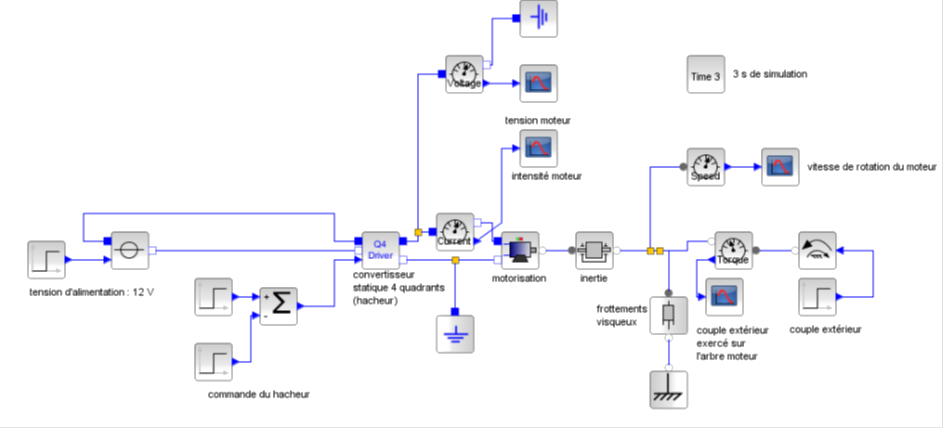 Voltage
tension moteur
Time 3
3 s de simulation
intensité moteur
Speed
vitesse de rotation du moteur
tension d'alimentation : 12 V
Q4
Driver
convertisseur
statique 4 quadrants
(hacheur)
Current
motorisation
inertie
Torque
+
Σ
-
commande du hacheur
frottements
visqueux
couple extérieur
exercé sur
l'arbre moteur
couple extérieur